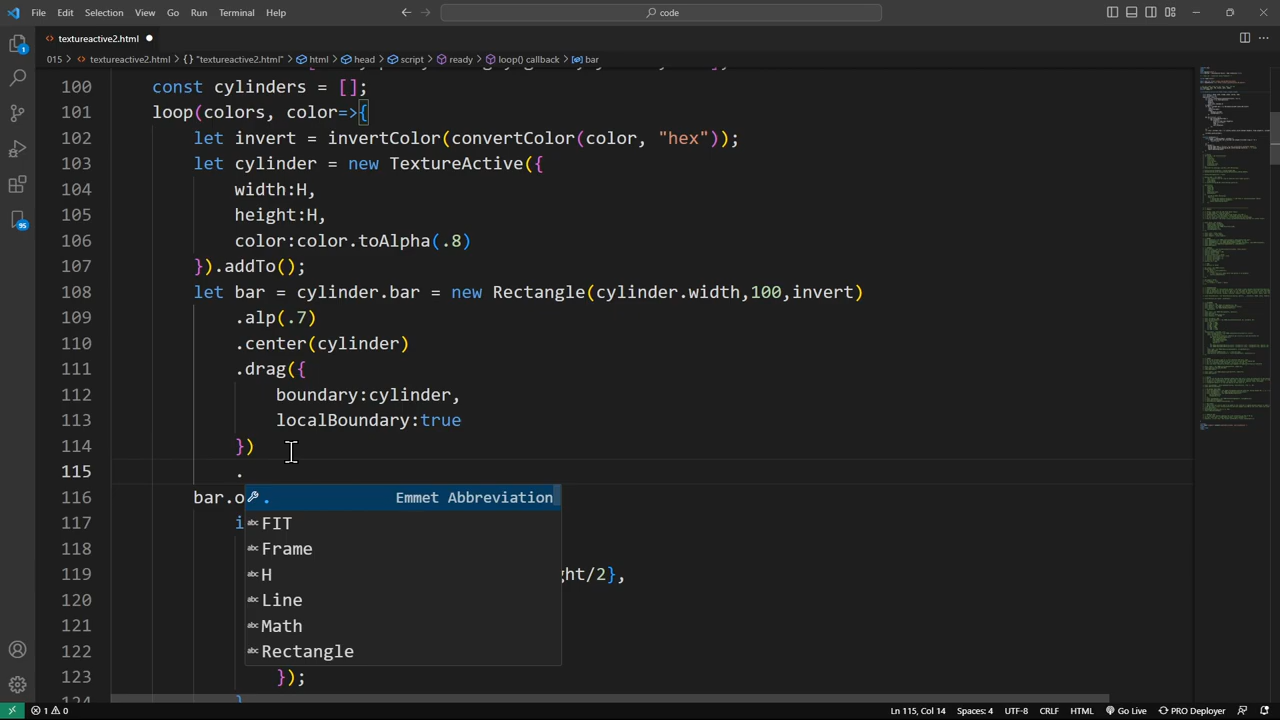 File Edit Selection View Go Run Terminal Help
code
textureactive2.html
015 > textureactive2.html > {} "textureactive2.html" > html > head > script > ready > loop() callback > bar
100 const cylinders = [];
101 loop(colors, color=>{
102 let invert = invertColor(convertColor(color, "hex"));
103 let cylinder = new TextureActive({
104 width:H,
105 height:H,
106 color:color.toAlpha(.8)
107 }).addTo();
108 let bar = cylinder.bar = new Rectangle(cylinder.width,100,invert)
109 .alp(.7)
110 .center(cylinder)
111 .drag({
112 boundary:cylinder,
113 localBoundary:true
114 })
115 .
116 bar.o
. Emmet Abbreviation
117 i
FIT
118
Frame
119
H
ght/2},
120
Line
121
Math
122
Rectangle
123 });
124 }
1
95
1 0
Ln 115, Col 14 Spaces: 4 UTF-8 CRLF HTML Go Live PRO Deployer